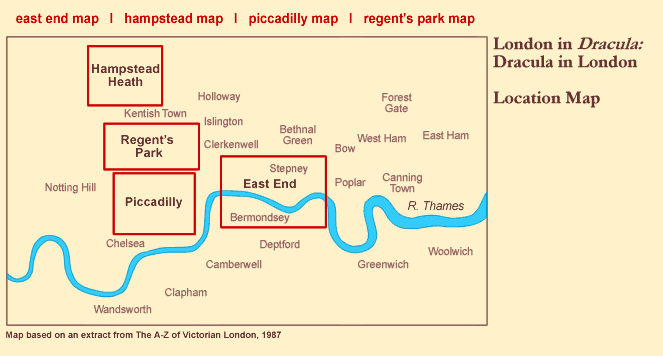 east end map | hampstead map | piccadilly map | regent's park map
London in Dracula:
Dracula in London
Location Map
Hampstead
Heath
Holloway
Forest
Gate
Kentish Town
Islington
Bethnal
Green
West Ham
East Ham
Regent's
Park
Clerkenwell
Bow
Stepney
Notting Hill
East End
Poplar
Canning
Town
Piccadilly
R. Thames
Bermondsey
Chelsea
Deptford
Woolwich
Camberwell
Greenwich
Clapham
Wandsworth
Map based on an extract from The A-Z of Victorian London, 1987